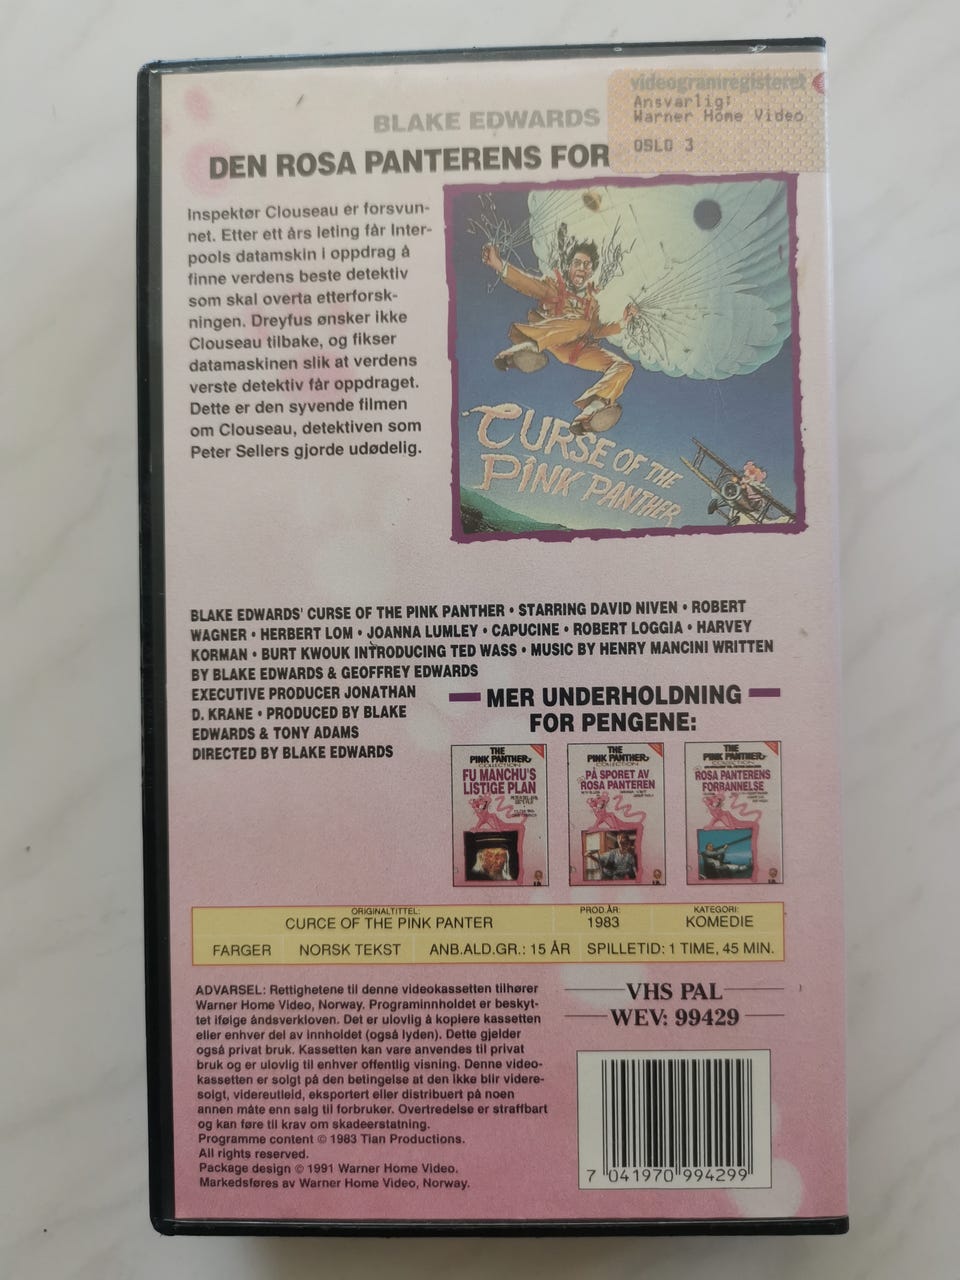 videogramregisteret
Ansvarlig:
Warner Home Video
OSLO 3
BLAKE EDWARDS
DEN ROSA PANTERENS FOR
Inspektør Clouseau er forsvun-
net. Etter ett års leting får Inter-
pools datamskin i oppdrag å
finne verdens beste detektiv
som skal overta etterforsk-
ningen. Dreyfus ønsker ikke
Clouseau tilbake, og fikser
datamaskinen slik at verdens
verste detektiv får oppdraget.
Dette er den syvende filmen
om Clouseau, detektiven som
Peter Sellers gjorde udødelig.
CURSE OF THE
PINK PANTHER
BLAKE EDWARDS' CURSE OF THE PINK PANTHER • STARRING DAVID NIVEN • ROBERT
WAGNER • HERBERT LOM • JOANNA LUMLEY • CAPUCINE • ROBERT LOGGIA • HARVEY
KORMAN • BURT KWOUK INTRODUCING TED WASS • MUSIC BY HENRY MANCINI WRITTEN
BY BLAKE EDWARDS & GEOFFREY EDWARDS
EXECUTIVE PRODUCER JONATHAN
D. KRANE • PRODUCED BY BLAKE
EDWARDS & TONY ADAMS
DIRECTED BY BLAKE EDWARDS
MER UNDERHOLDNING
FOR PENGENE:
THE
PINK PANTHER
COLLECTION
FU MANCHU'S
LISTIGE PLAN
THE
PINK PANTHER
COLLECTION
PÅ SPORET AV
ROSA PANTEREN
THE
PINK PANTHER
COLLECTION
ROSA PANTERENS
FORBANNELSE
ORIGINALTITTEL:
CURCE OF THE PINK PANTER
PROD.ÅR:
1983
KATEGORI:
KOMEDIE
FARGER NORSK TEKST ANB.ALD.GR.: 15 ÅR SPILLETID: 1 TIME, 45 MIN.
ADVARSEL: Rettighetene til denne videokassetten tilhører
Warner Home Video, Norway. Programinnholdet er beskyt-
tet ifølge åndsverkloven. Det er ulovlig å kopiere kassetten
eller enhver del av innholdet (også lyden). Dette gjelder
også privat bruk. Kassetten kan vare anvendes til privat
bruk og er ulovlig til enhver offentlig visning. Denne video-
kassetten er solgt på den betingelse at den ikke blir videre-
solgt, videreutleid, eksportert eller distribuert på noen
annen måte enn salg til forbruker. Overtredelse er straffbart
og kan føre til krav om skadeerstatning.
Programme content © 1983 Tian Productions.
All rights reserved.
Package design © 1991 Warner Home Video.
Markedsføres av Warner Home Video, Norway.
VHS PAL
WEV: 99429
7 041970 994299